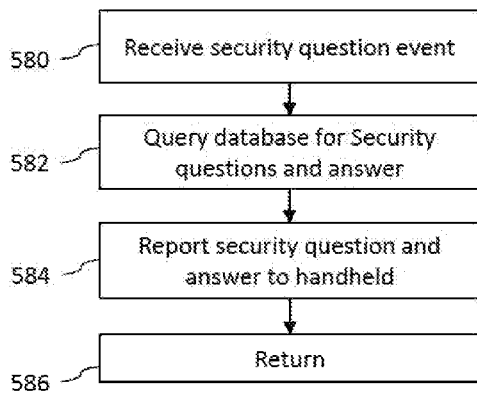 580
Receive security question event
582
Query database for Security
questions and answer
584
Report security question and
answer to handheld
586
Return